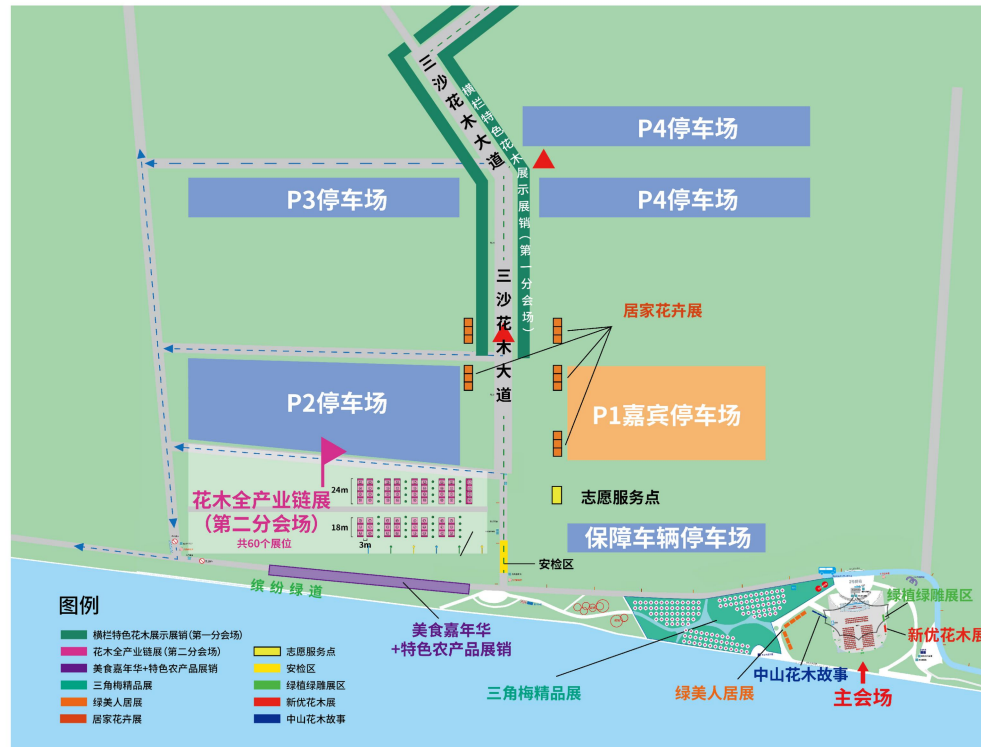 三沙花木大道
横栏特色花木展示展销(第一分会场)
P4停车场
P3停车场
P4停车场
三沙花木大道
居家花卉展
P2停车场
P1嘉宾停车场
花木全产业链展
(第二分会场)
共60个展位
24m
18m
3m
志愿服务点
保障车辆停车场
安检区
缤纷绿道
美食嘉年华
+特色农产品展销
三角梅精品展
绿美人居展
中山花木故事
绿植绿雕展区
新优花木展
主会场
图例
横栏特色花木展示展销(第一分会场)
花木全产业链展(第二分会场)
美食嘉年华+特色农产品展销
三角梅精品展
绿美人居展
居家花卉展
志愿服务点
安检区
绿植绿雕展区
新优花木展
中山花木故事